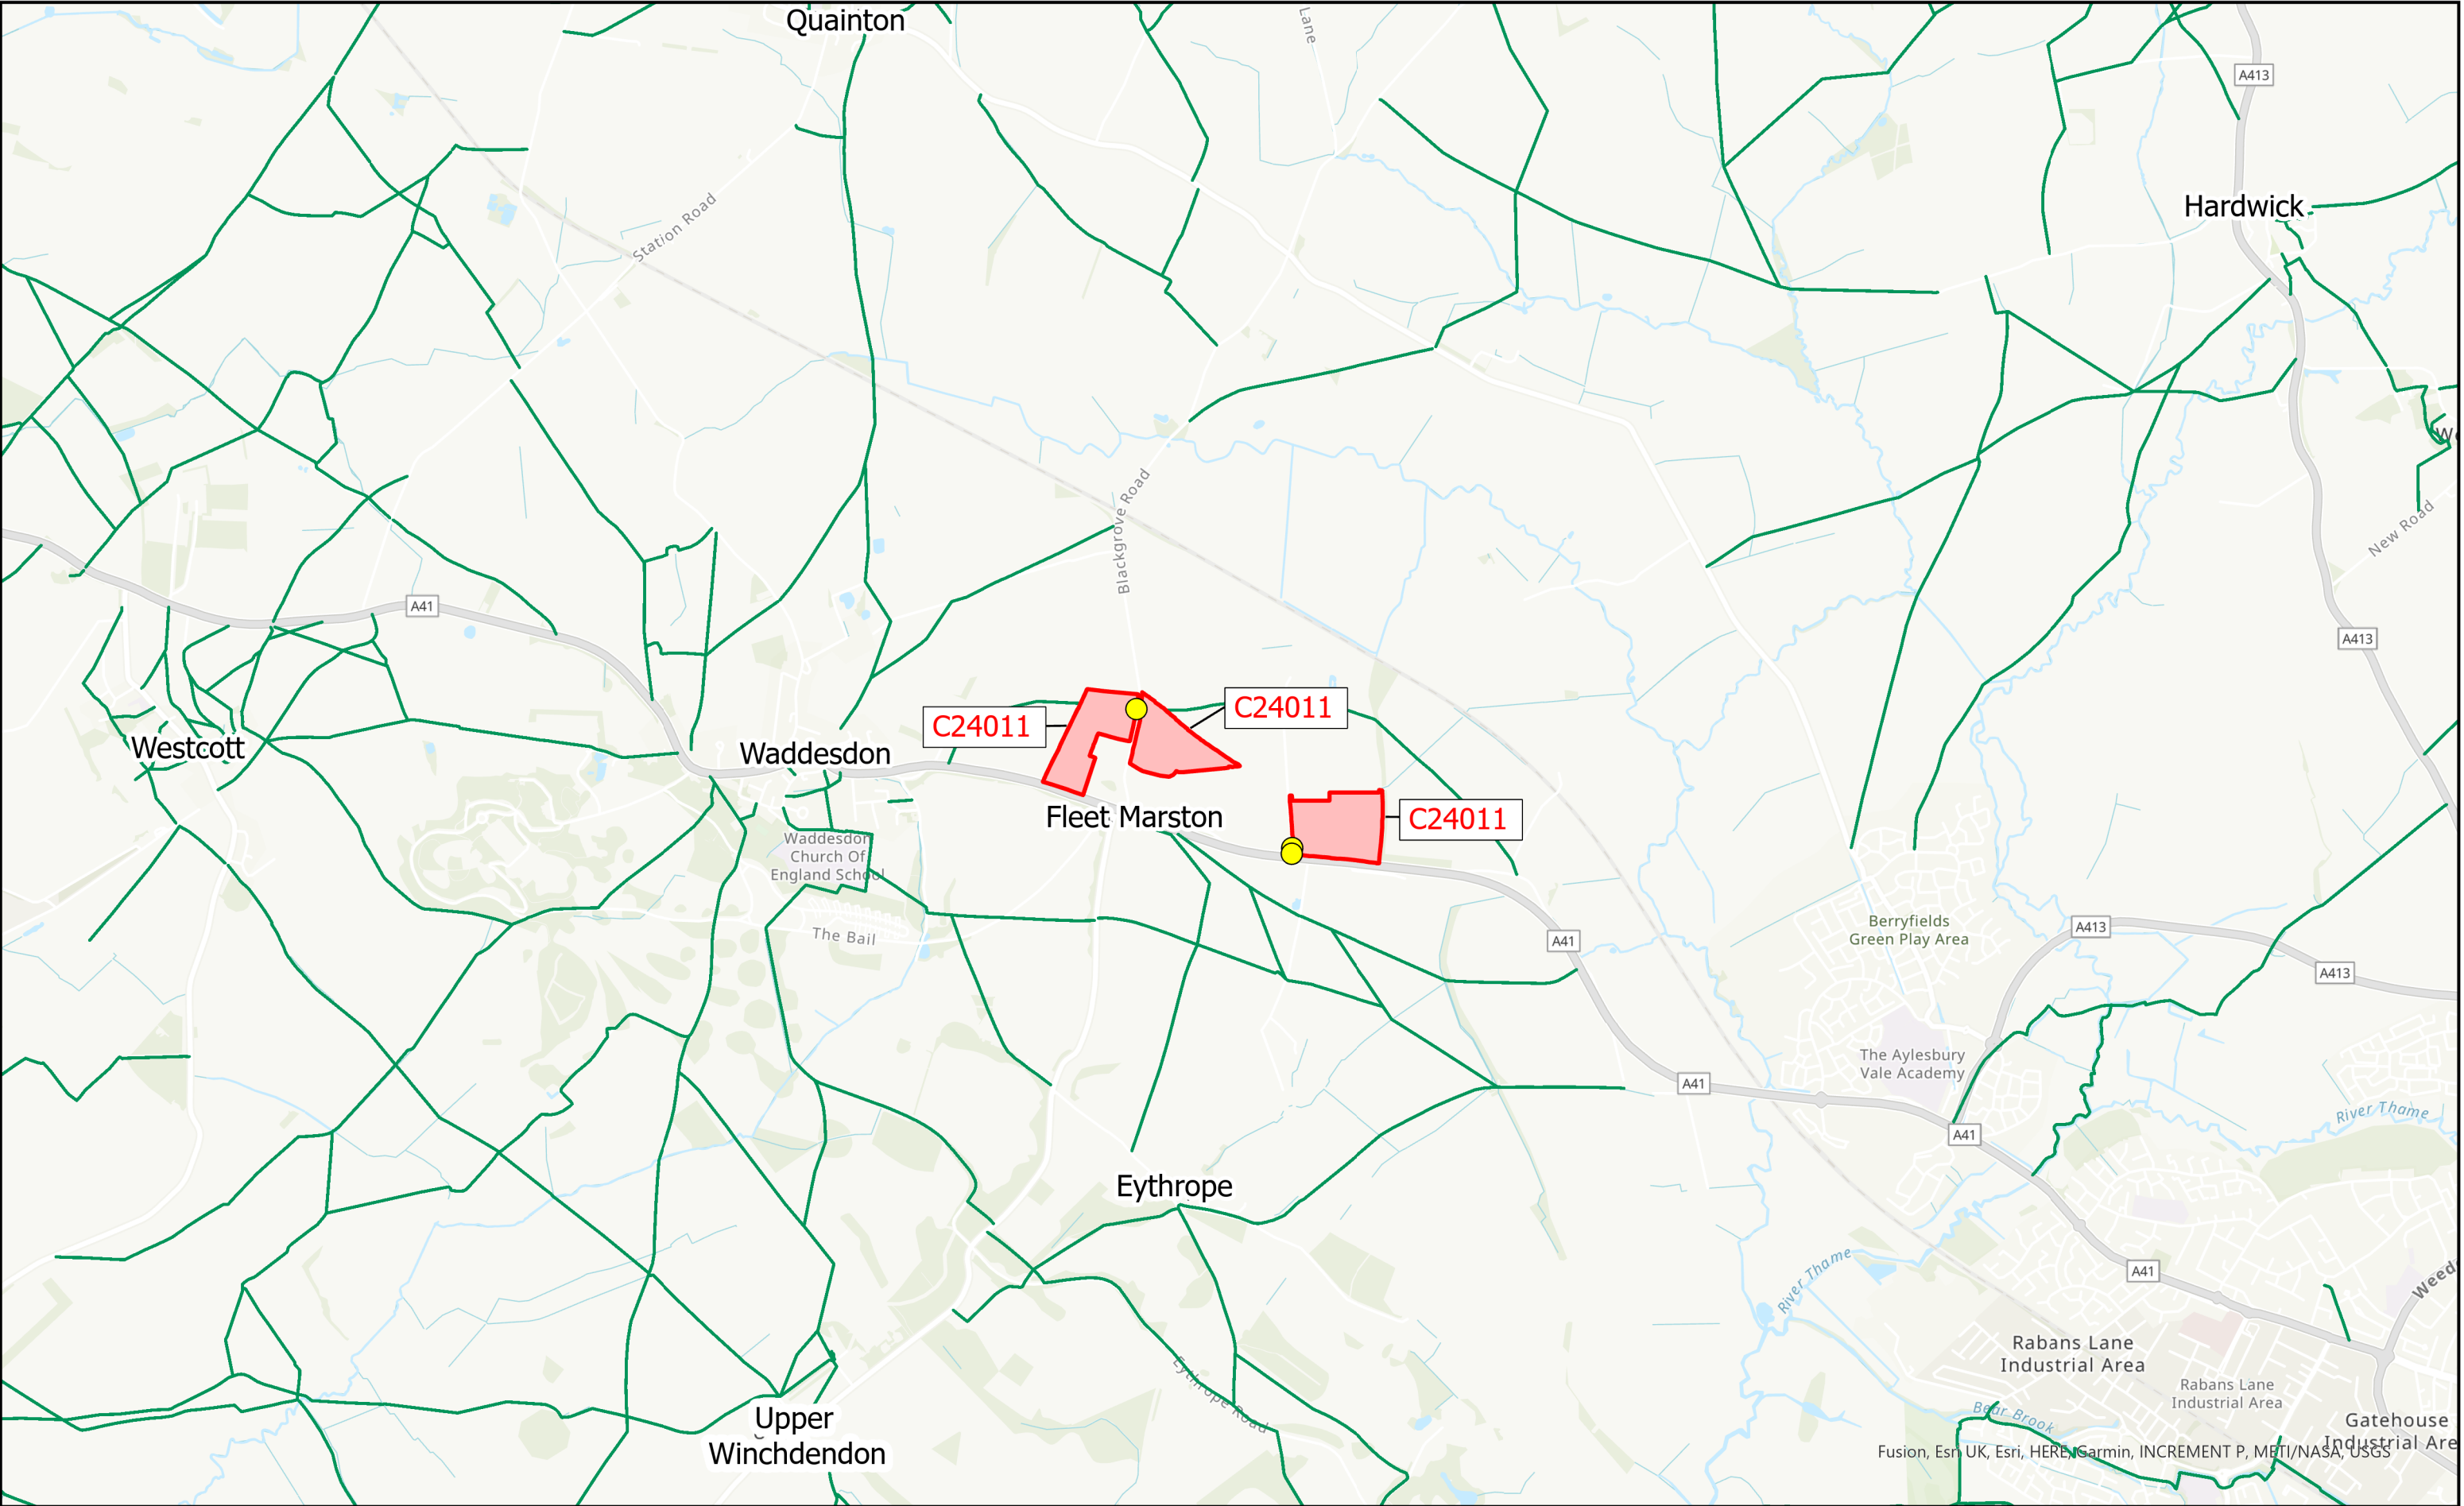 Quainton
Lane
A413
Hardwick
Station Road
Blackgrove Road
New Road
A41
A413
C24011
C24011
Westcott
Waddesdon
C24011
Fleet Marston
Waddesdon
Church Of
England School
The Bail
A41
Berryfields
Green Play Area
A413
A413
The Aylesbury
Vale Academy
A41
A41
River Thame
Eythrope
River Thame
A41
Weed
Rabans Lane
Industrial Area
Rabans Lane
Industrial Area
Eythrope Road
Bear Brook
Upper
Winchdendon
Gatehouse
Industrial Are
Fusion, Esri UK, Esri, HERE, Garmin, INCREMENT P, METI/NASA, USGS